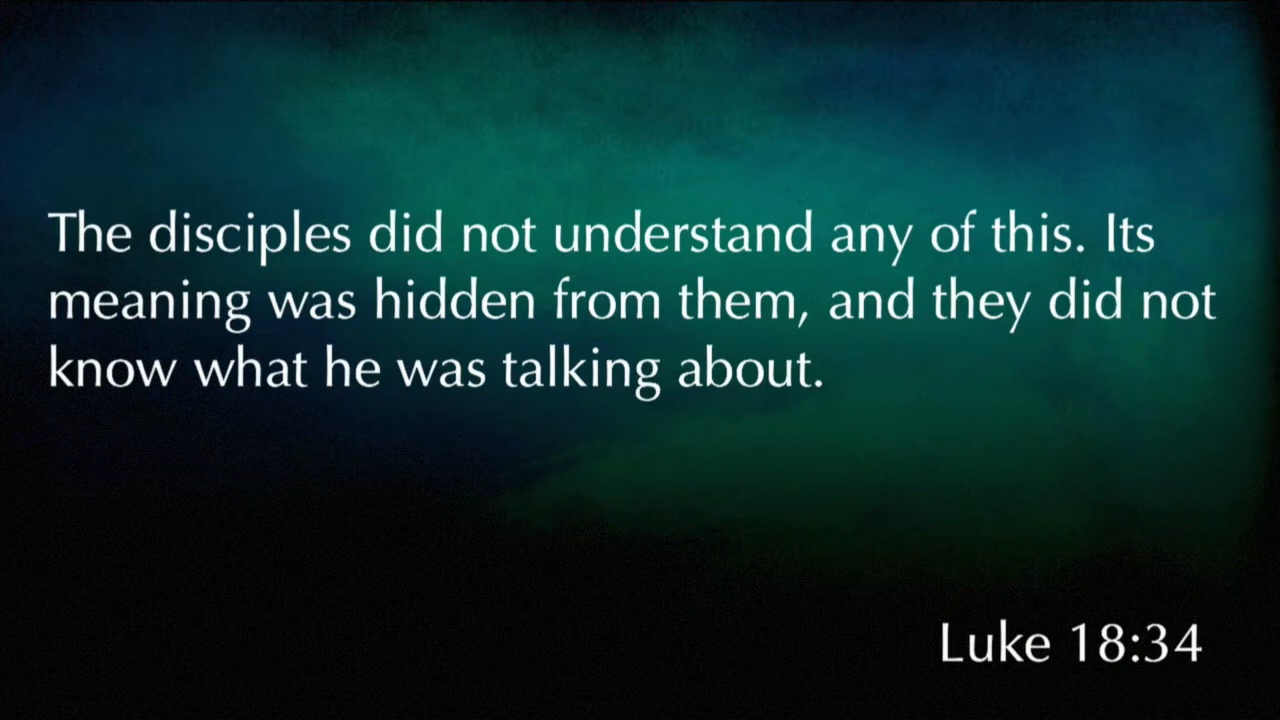 The disciples did not understand any of this. Its
meaning was hidden from them, and they did not
know what he was talking about.
Luke 18:34